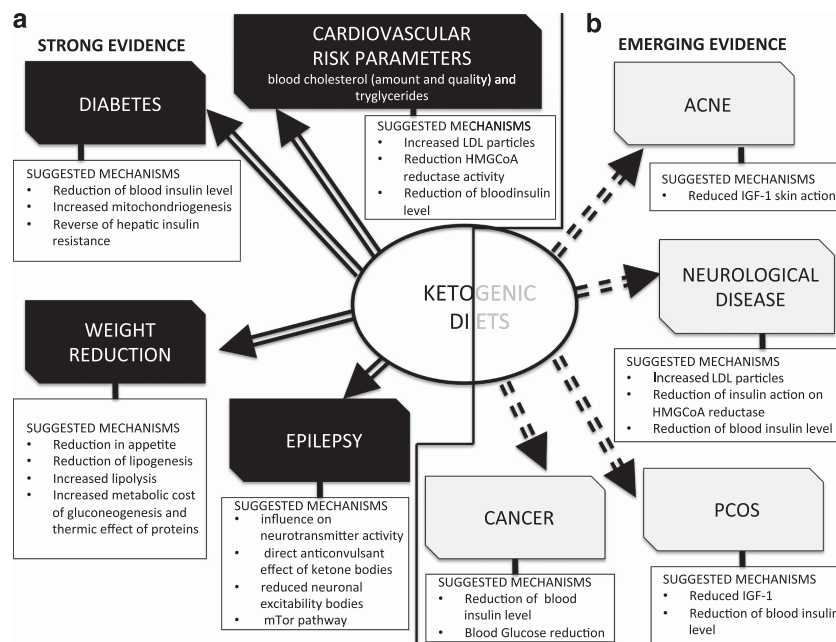 a
STRONG EVIDENCE
DIABETES
SUGGESTED MECHANISMS
• Reduction of blood insulin level
• Increased mitochondriogenesis
• Reverse of hepatic insulin
resistance
CARDIOVASCULAR
RISK PARAMETERS
blood cholesterol (amount and quality) and
tryglycerides
SUGGESTED MECHANISMS
• Increased LDL particles
• Reduction HMGCoA
reductase activity
• Reduction of bloodinsulin
level
WEIGHT
REDUCTION
SUGGESTED MECHANISMS
• Reduction in appetite
• Reduction of lipogenesis
• Increased lipolysis
• Increased metabolic cost
of gluconeogenesis and
thermic effect of proteins
EPILEPSY
SUGGESTED MECHANISMS
• influence on
neurotransmitter activity
• direct anticonvulsant
effect of ketone bodies
• reduced neuronal
excitability bodies
• mTor pathway
KETOGENIC
DIETS
b
EMERGING EVIDENCE
ACNE
SUGGESTED MECHANISMS
• Reduced IGF-1 skin action
NEUROLOGICAL
DISEASE
SUGGESTED MECHANISMS
• Increased LDL particles
• Reduction of insulin action on
HMGCoA reductase
• Reduction of blood insulin level
CANCER
SUGGESTED MECHANISMS
• Reduction of blood
insulin level
• Blood Glucose reduction
PCOS
SUGGESTED MECHANISMS
• Reduced IGF-1
• Reduction of blood insulin
level